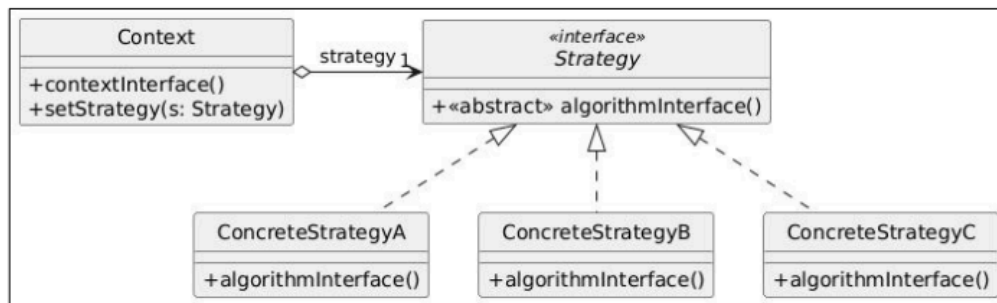 Context
+contextInterface()
+setStrategy(s: Strategy)
strategy 1
«interface»
Strategy
+«abstract» algorithmInterface()
ConcreteStrategyA
+algorithmInterface()
ConcreteStrategyB
+algorithmInterface()
ConcreteStrategyC
+algorithmInterface()